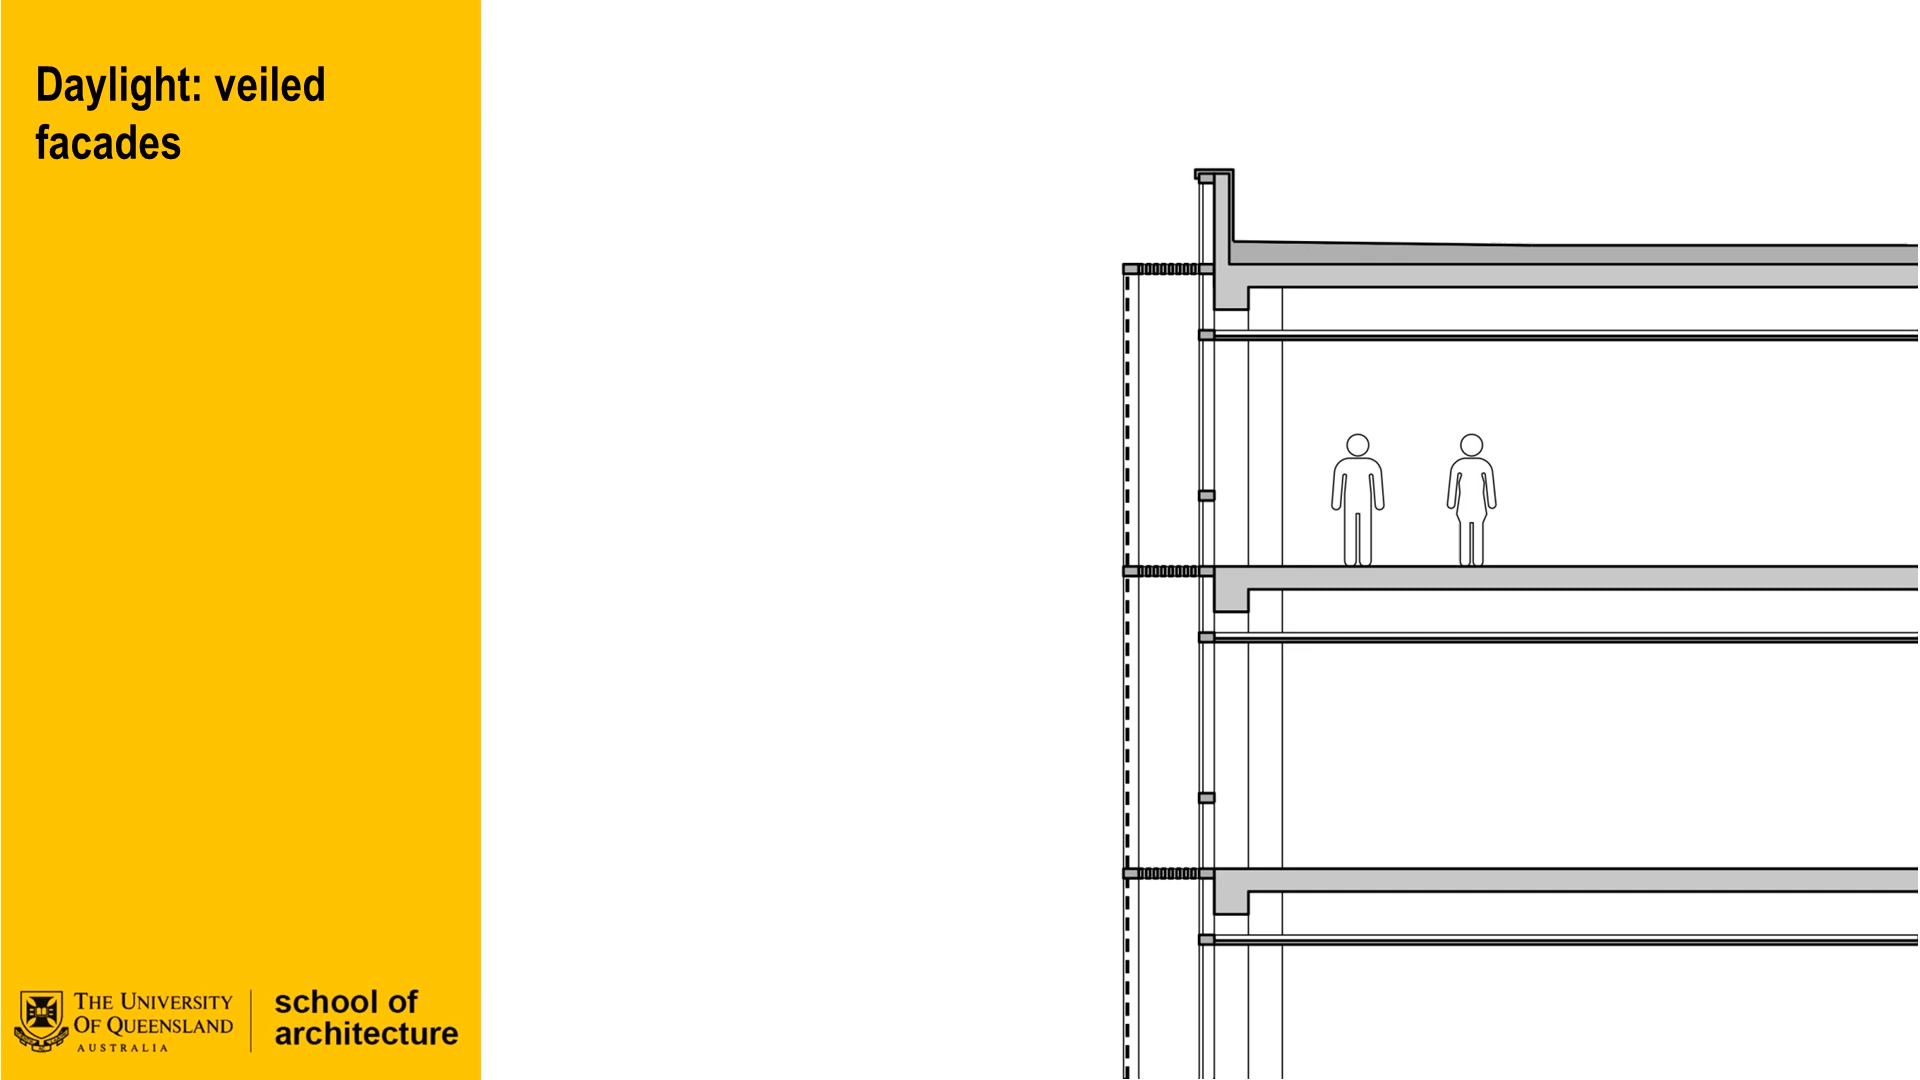 Daylight: veiled
facades
THE UNIVERSITY
OF QUEENSLAND
AUSTRALIA
school of
architecture